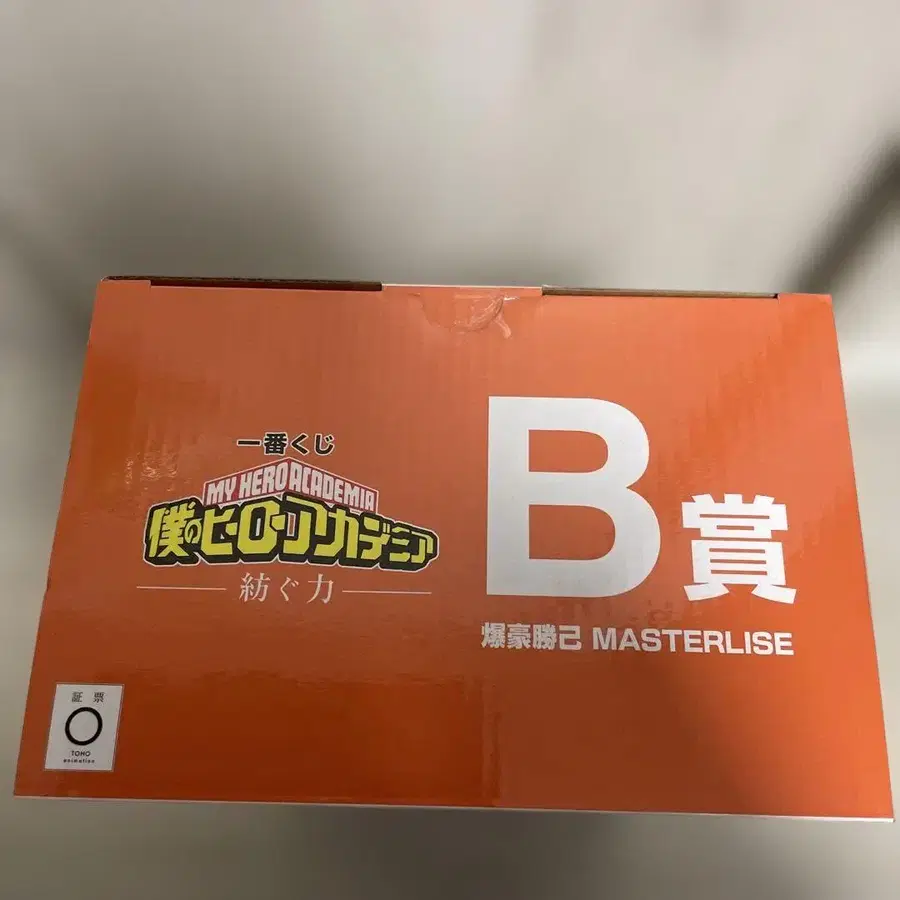 一番くじ
MY HERO ACADEMIA
僕のヒーローアカデミア
紡ぐ力
B賞
爆豪勝己 MASTERLISE
証 票
TOHO
animation